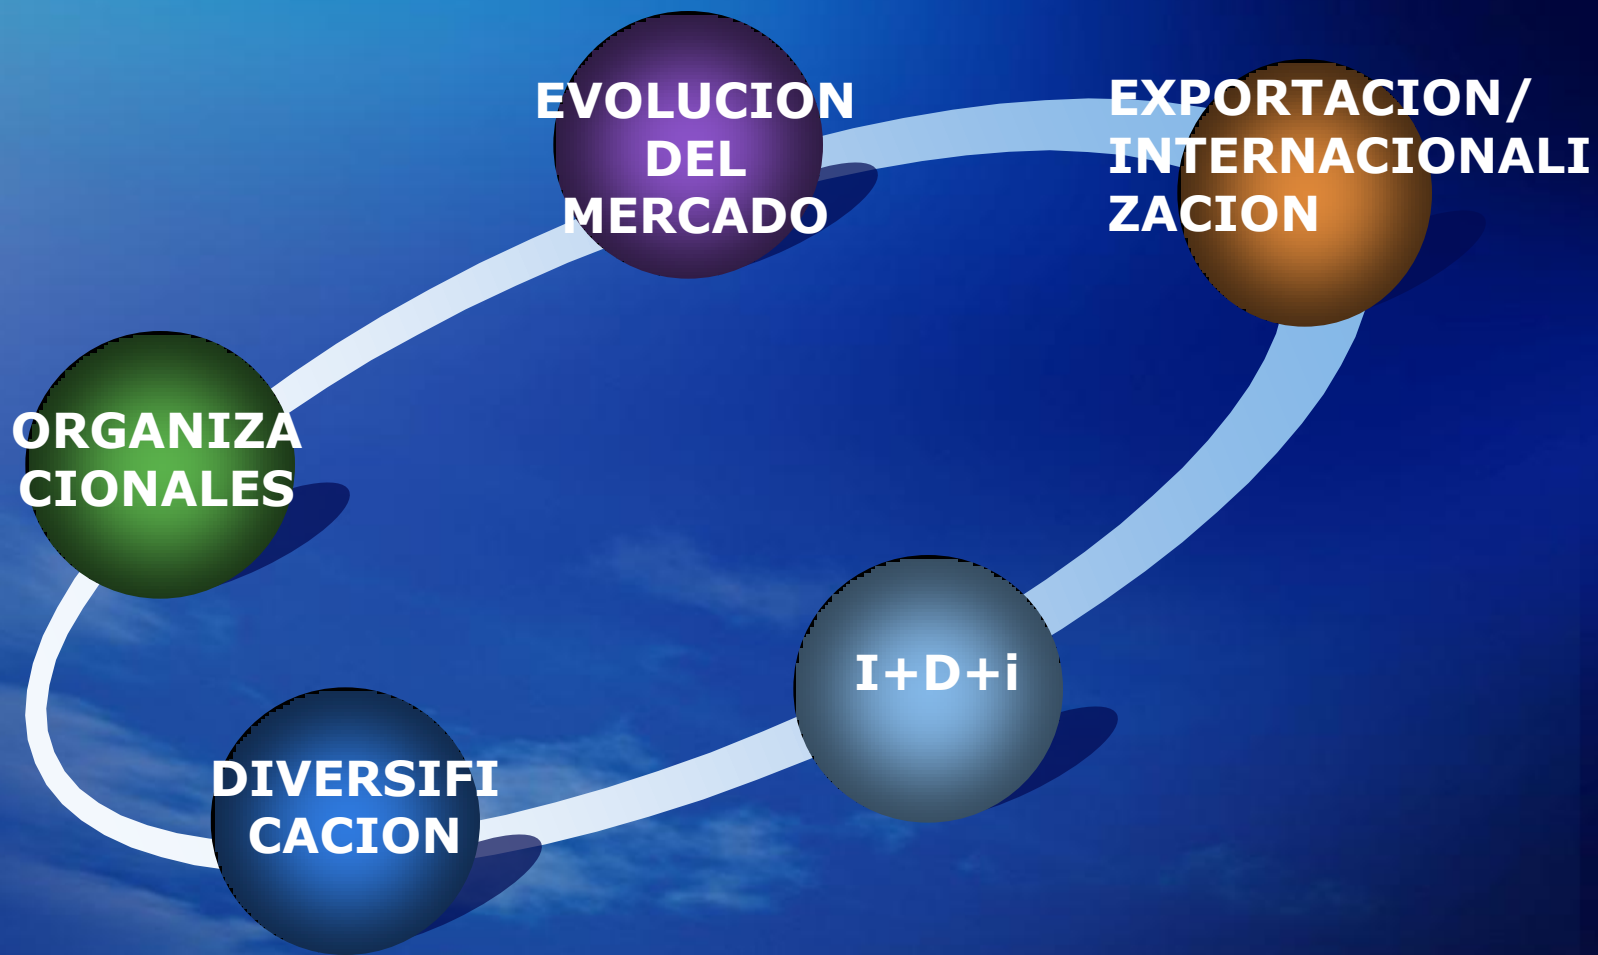 EVOLUCION
DEL
MERCADO
EXPORTACION/
INTERNACIONALI
ZACION
ORGANIZA
CIONALES
I+D+i
DIVERSIFI
CACION